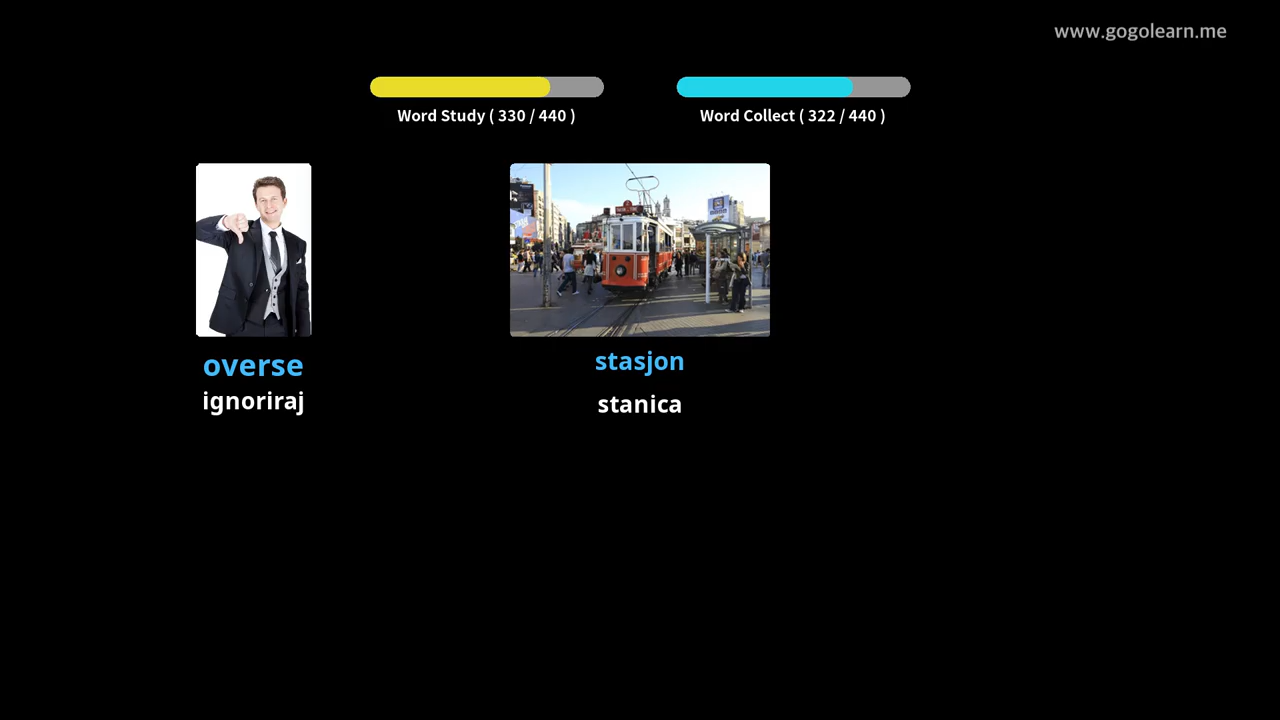 www.gogolearn.me
Word Study ( 330 / 440 )
Word Collect ( 322 / 440 )
overse
ignoriraj
stasjon
stanica